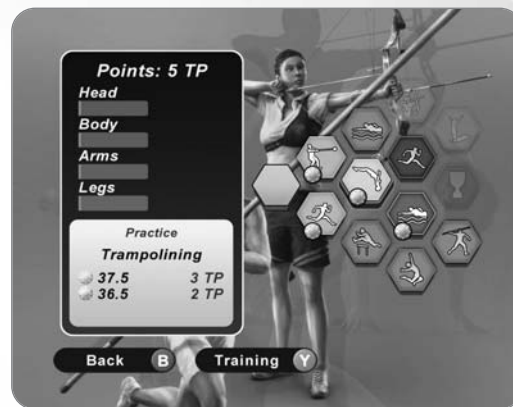 Points: 5 TP
Head
Body
Arms
Legs
Practice
Trampolining
37.5 3 TP
36.5 2 TP
Back B Training Y